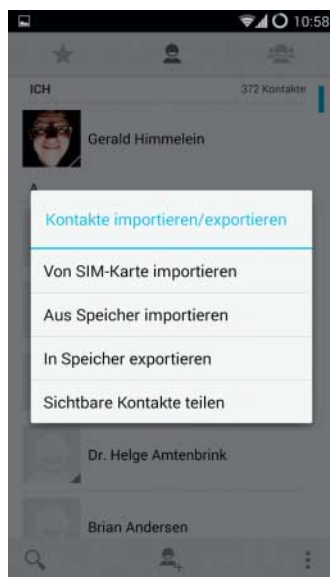 10:58
ICH 372 Kontakte
Gerald Himmelein
A
Kontakte importieren/exportieren
Von SIM-Karte importieren
Aus Speicher importieren
In Speicher exportieren
Sichtbare Kontakte teilen
Dr. Helge Amtenbrink
Brian Andersen